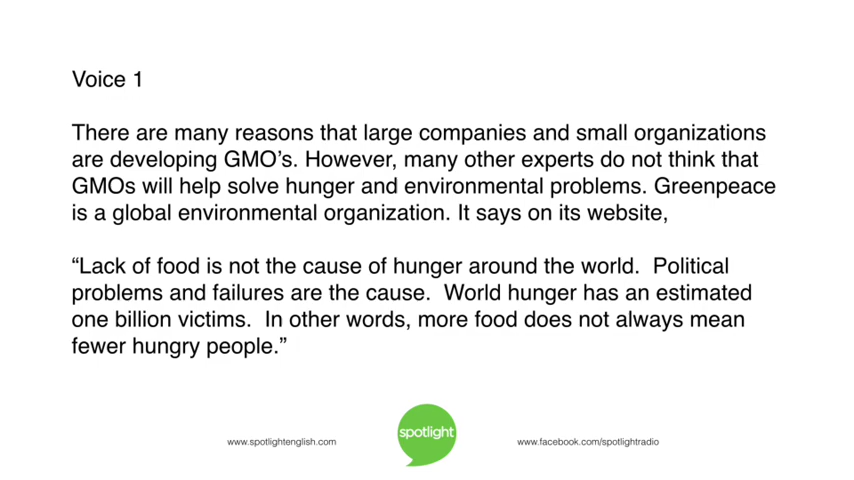 Voice 1
There are many reasons that large companies and small organizations
are developing GMO’s. However, many other experts do not think that
GMOs will help solve hunger and environmental problems. Greenpeace
is a global environmental organization. It says on its website,
“Lack of food is not the cause of hunger around the world.  Political
problems and failures are the cause.  World hunger has an estimated
one billion victims.  In other words, more food does not always mean
fewer hungry people.”
www.spotlightenglish.com
spotlight
www.facebook.com/spotlightradio